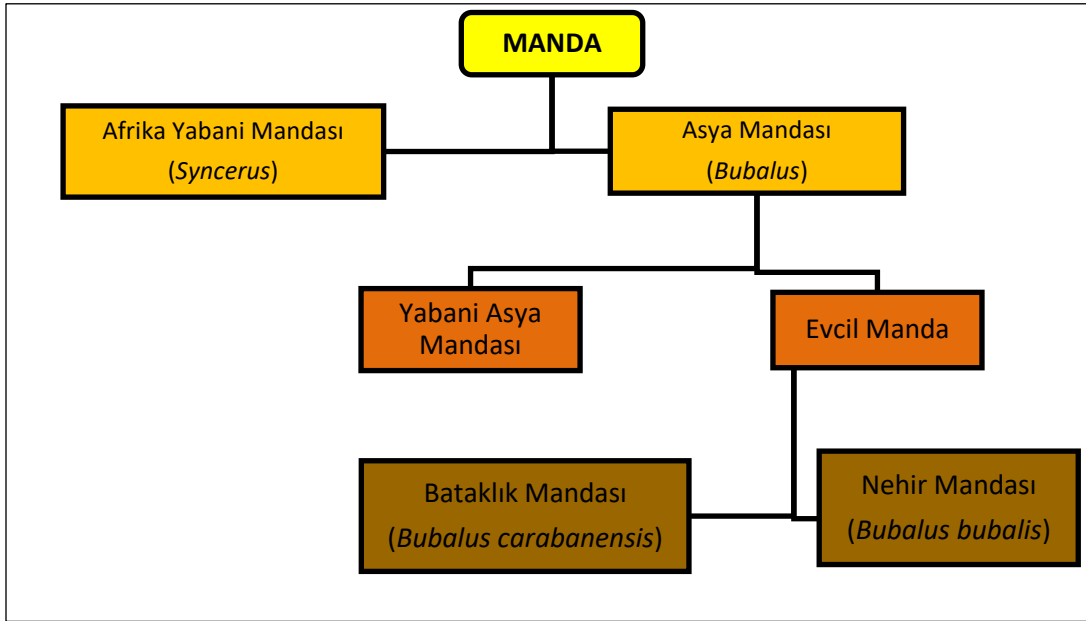 MANDA
Afrika Yabani Mandası
(Syncerus)
Asya Mandası
(Bubalus)
Yabani Asya
Mandası
Evcil Manda
Bataklık Mandası
(Bubalus carabanensis)
Nehir Mandası
(Bubalus bubalis)